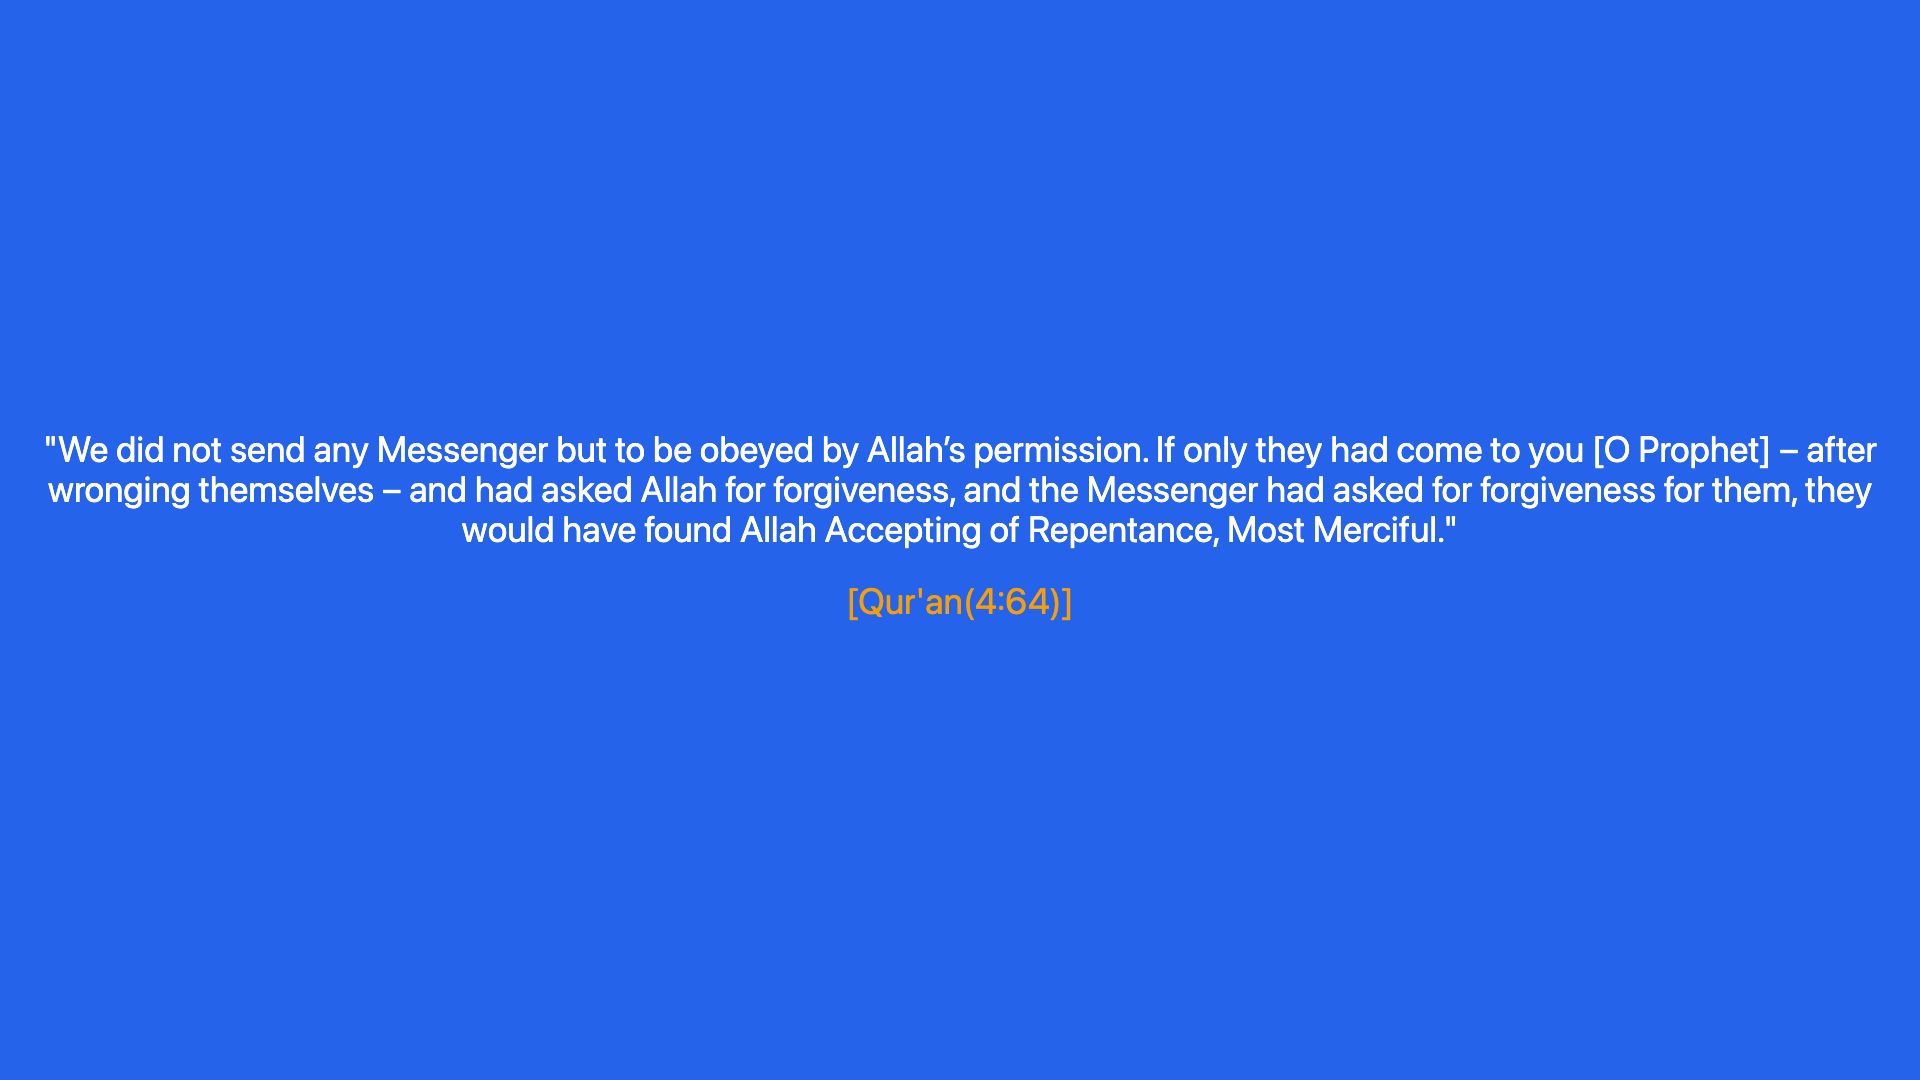 "We did not send any Messenger but to be obeyed by Allah’s permission. If only they had come to you [O Prophet] – after
wronging themselves – and had asked Allah for forgiveness, and the Messenger had asked for forgiveness for them, they
would have found Allah Accepting of Repentance, Most Merciful."
[Qur'an(4:64)]